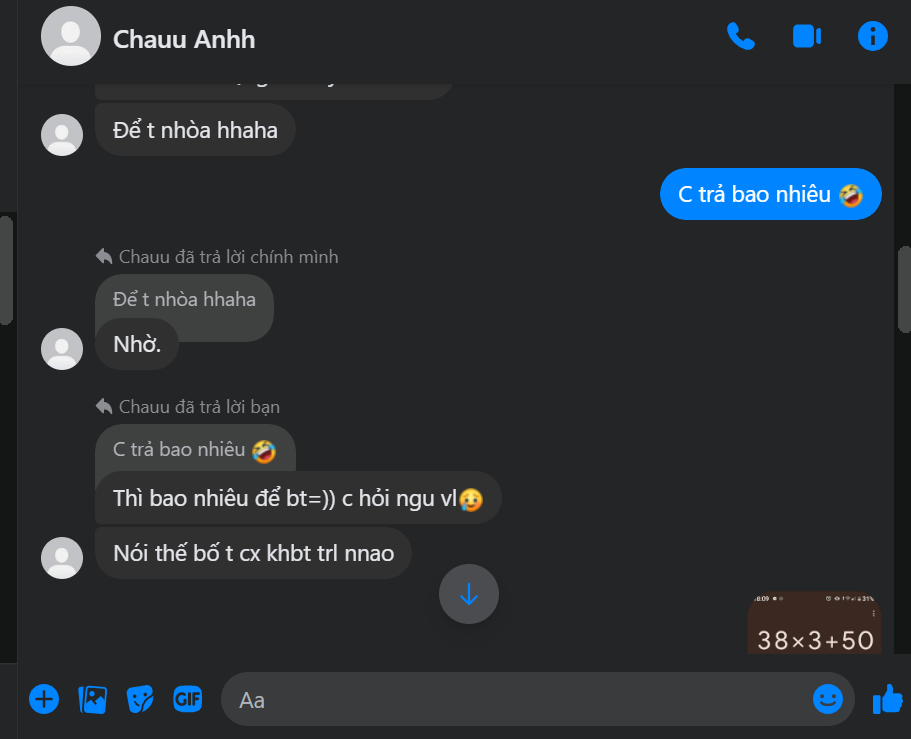 Chauu Anhh
Để t nhòa hhaha
C trả bao nhiêu 🤣
Chauu đã trả lời chính mình
Để t nhòa hhaha
Nhờ.
Chauu đã trả lời bạn
C trả bao nhiêu 🤣
Thì bao nhiêu để bt=)) c hỏi ngu vl🥲
Nói thế bố t cx khbt trl nnao
31%
38×3+50
GIF
Aa